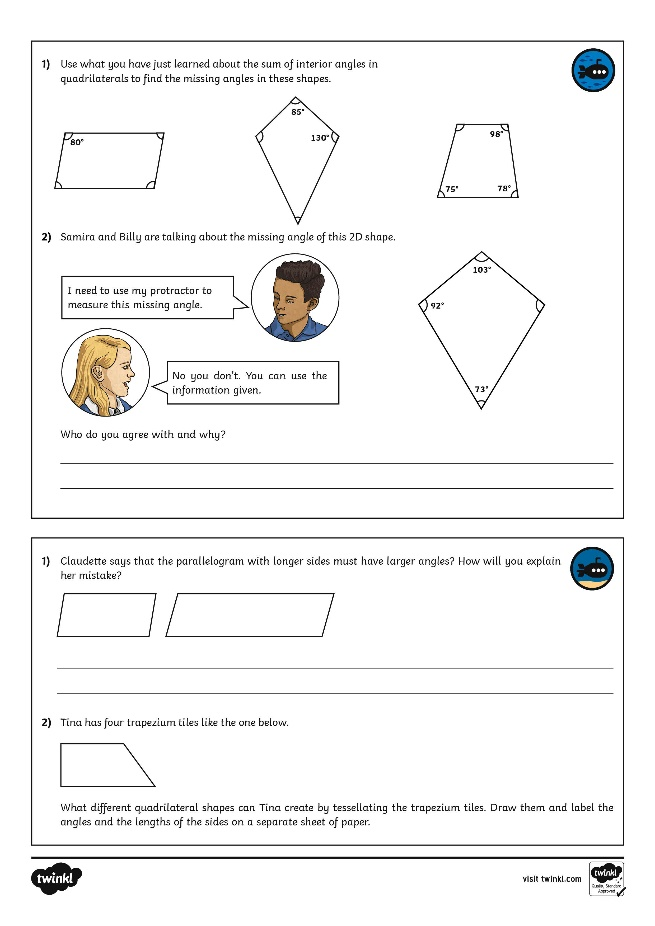 1) Use what you have just learned about the sum of interior angles in
quadrilaterals to find the missing angles in these shapes.
80°
85°
130°
98°
75°
78°
2) Samira and Billy are talking about the missing angle of this 2D shape.
I need to use my protractor to
measure this missing angle.
103°
92°
73°
No you don't. You can use the
information given.
Who do you agree with and why?
1) Claudette says that the parallelogram with longer sides must have larger angles? How will you explain
her mistake?
2) Tina has four trapezium tiles like the one below.
What different quadrilateral shapes can Tina create by tessellating the trapezium tiles. Draw them and label the
angles and the lengths of the sides on a separate sheet of paper.
twinkl
visit twinkl.com
twinkl
Quality Standard
Approved